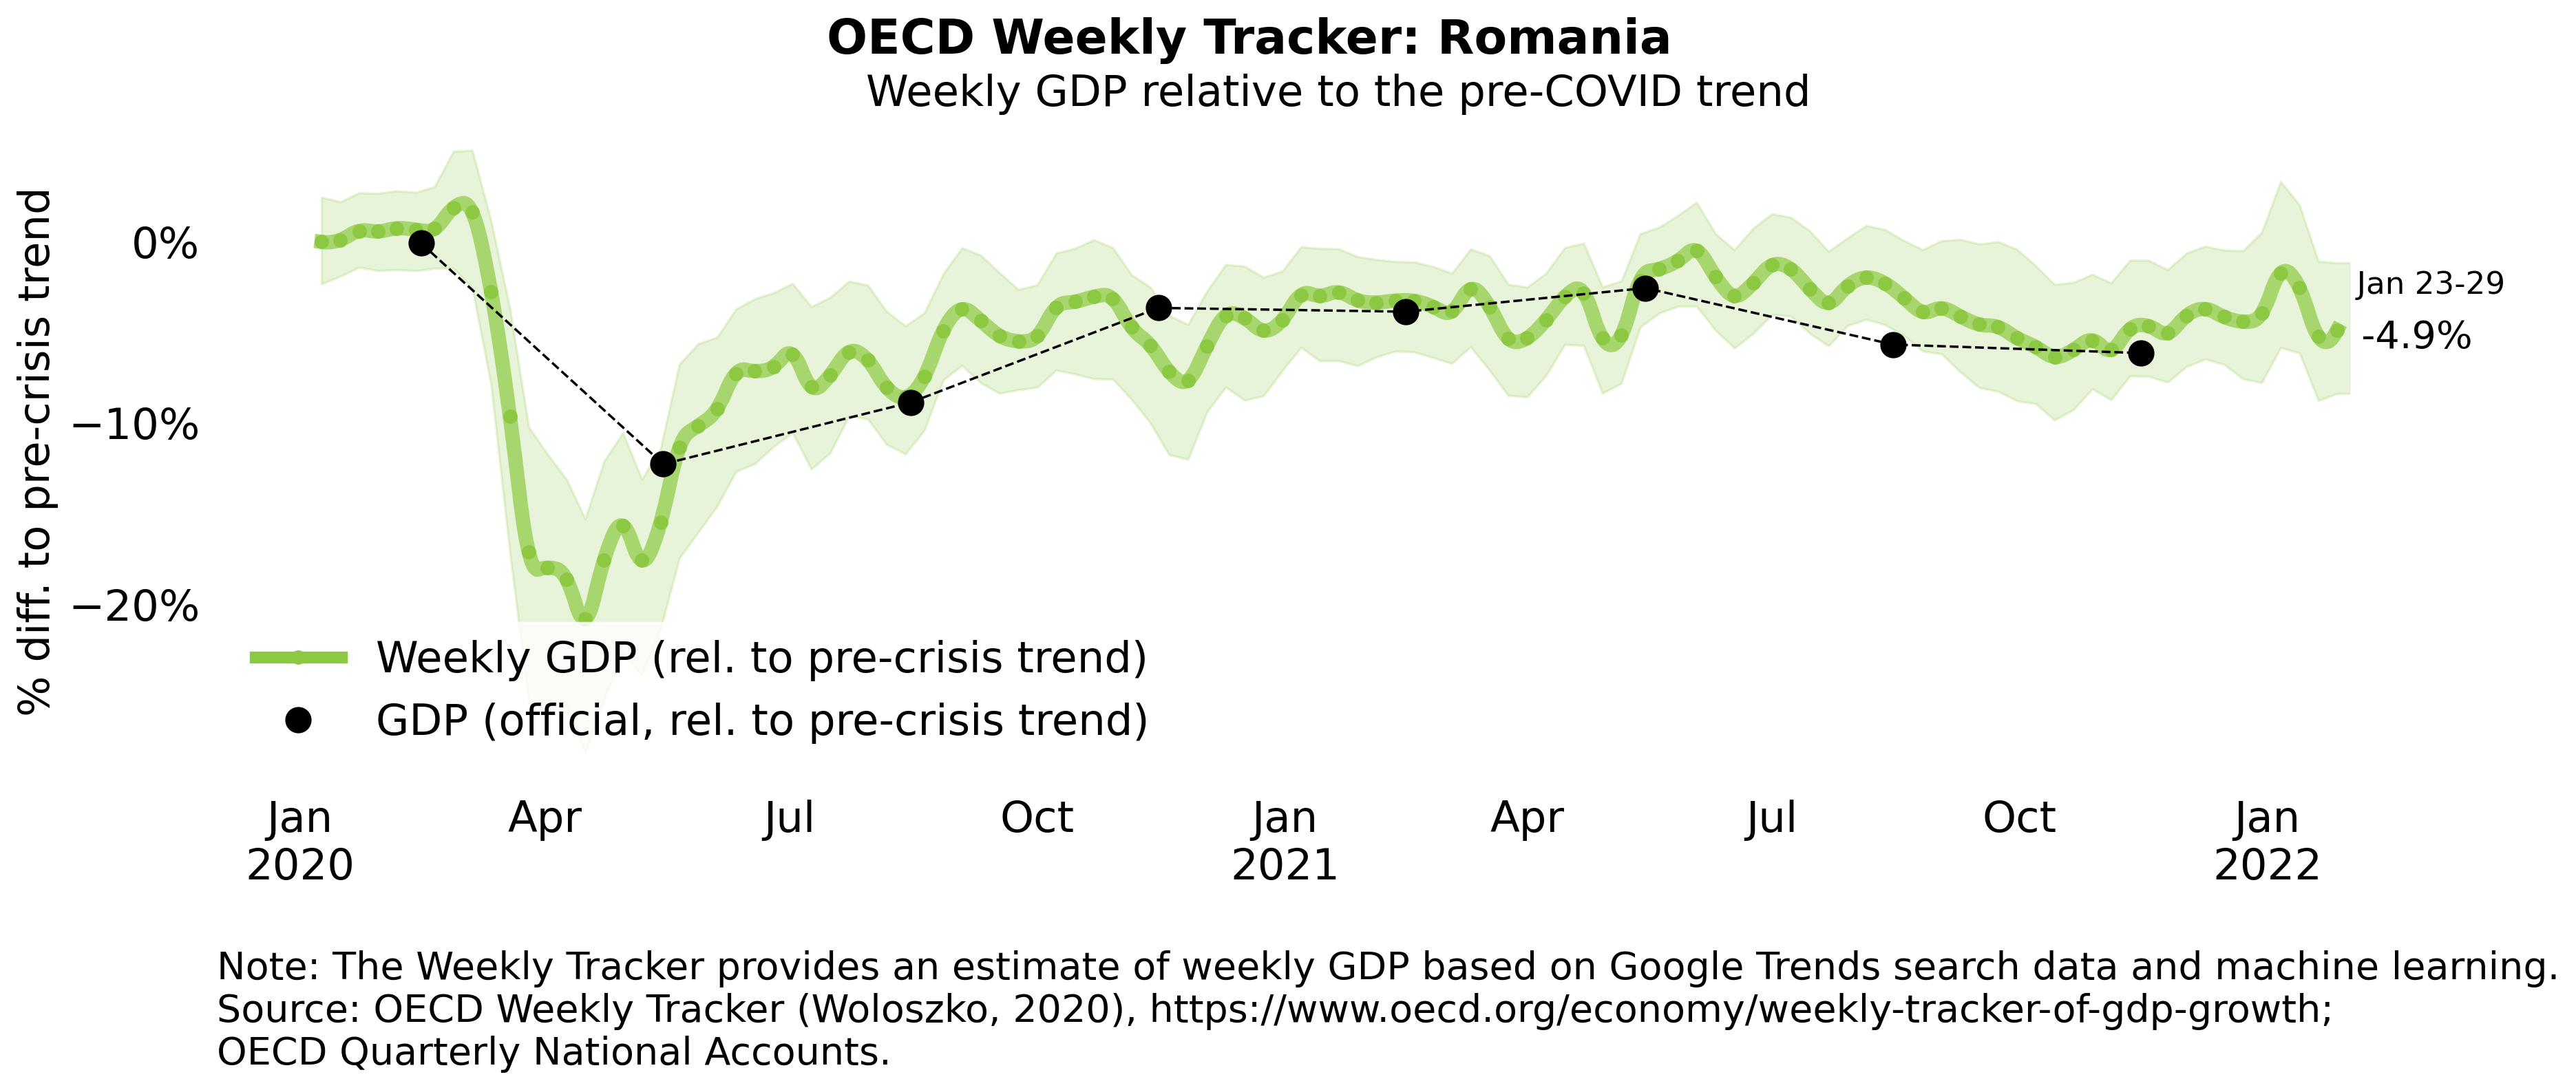 OECD Weekly Tracker: Romania
Weekly GDP relative to the pre-COVID trend
% diff. to pre-crisis trend
0%
−10%
−20%
Jan 23-29
-4.9%
Weekly GDP (rel. to pre-crisis trend)
GDP (official, rel. to pre-crisis trend)
Jan Apr Jul Oct Jan Apr Jul Oct Jan
2020 2021 2022
Note: The Weekly Tracker provides an estimate of weekly GDP based on Google Trends search data and machine learning.
Source: OECD Weekly Tracker (Woloszko, 2020), https://www.oecd.org/economy/weekly-tracker-of-gdp-growth;
OECD Quarterly National Accounts.